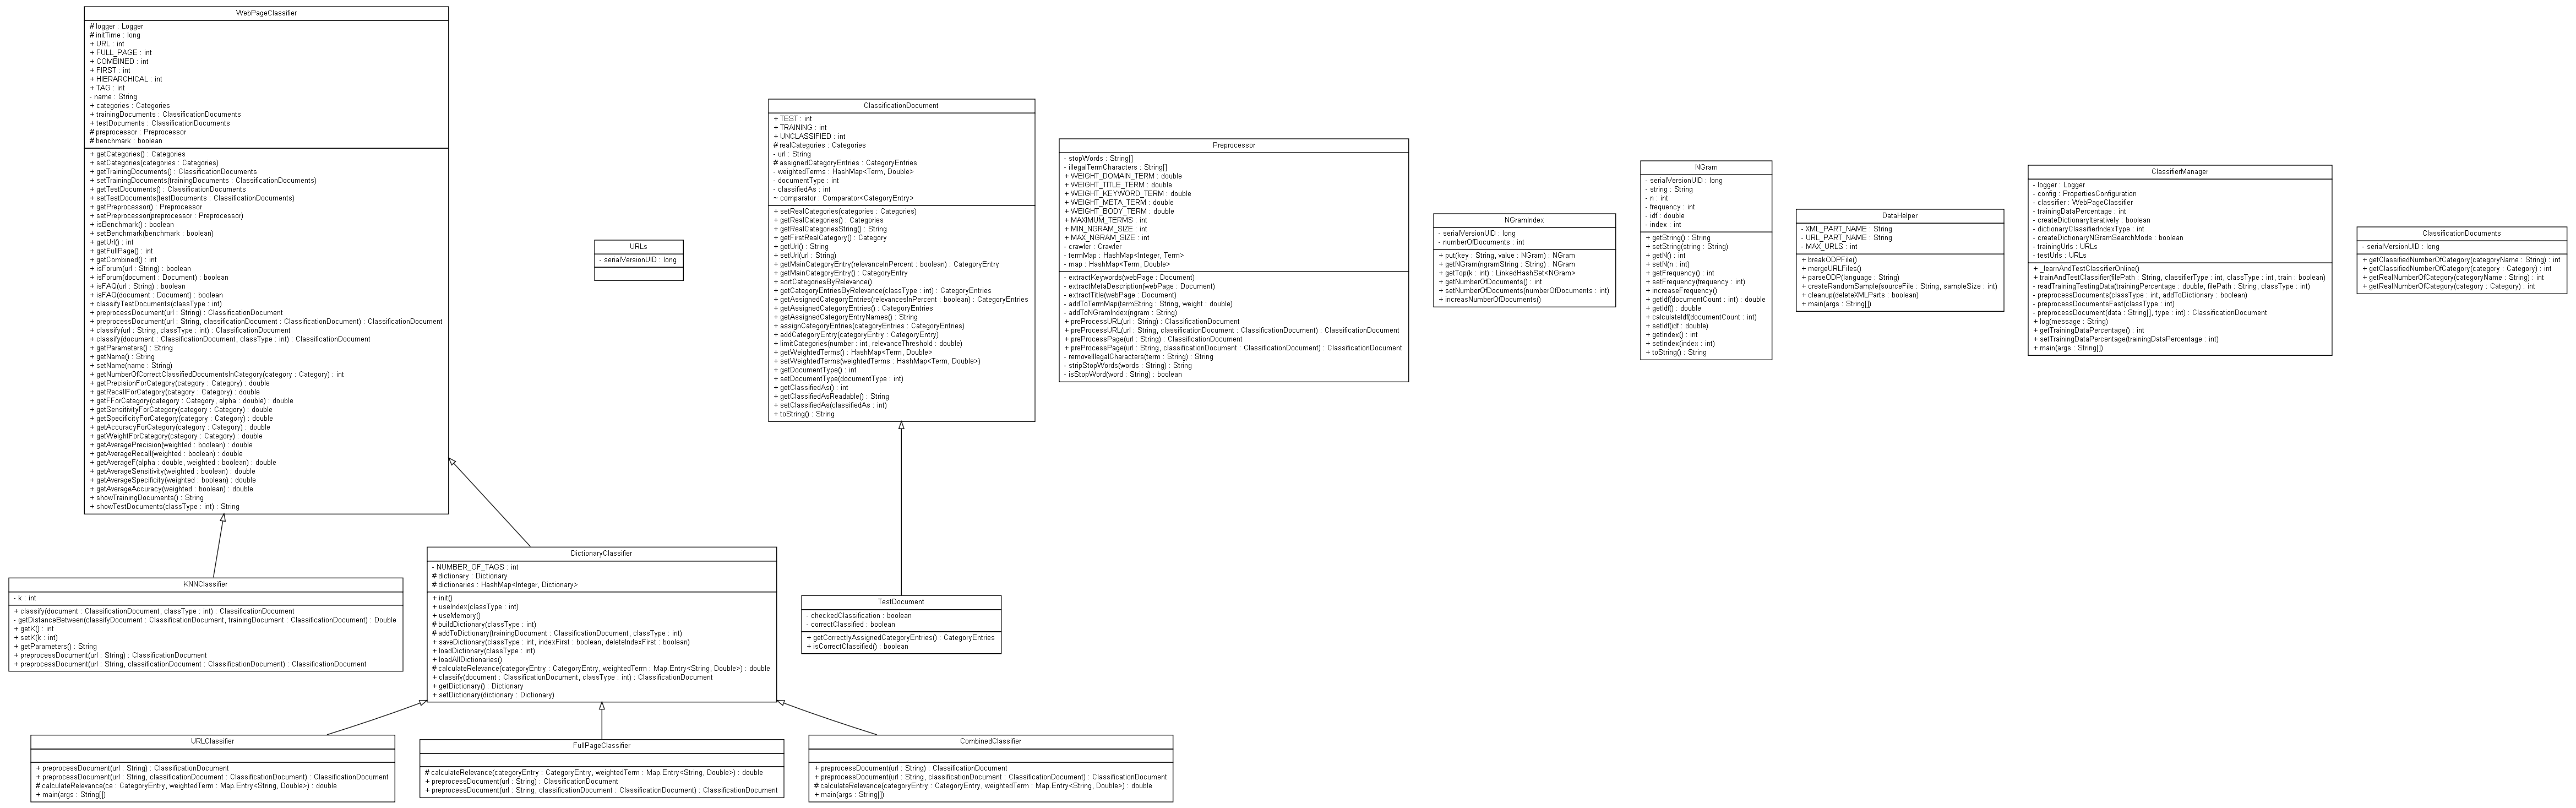 WebPageClassifier
# logger : Logger
# initTime : long
+ URL : int
+ FULL_PAGE : int
+ COMBINED : int
+ FIRST : int
+ HIERARCHICAL : int
+ TAG : int
- name : String
+ categories : Categories
+ trainingDocuments : ClassificationDocuments
+ testDocuments : ClassificationDocuments
# preprocessor : Preprocessor
# benchmark : boolean
+ getCategories() : Categories
+ setCategories(categories : Categories)
+ getTrainingDocuments() : ClassificationDocuments
+ setTrainingDocuments(trainingDocuments : ClassificationDocuments)
+ getTestDocuments() : ClassificationDocuments
+ setTestDocuments(testDocuments : ClassificationDocuments)
+ getPreprocessor() : Preprocessor
+ setPreprocessor(preprocessor : Preprocessor)
+ isBenchmark() : boolean
+ setBenchmark(benchmark : boolean)
+ getUrl() : int
+ getFullPage() : int
+ getCombined() : int
+ isForum(url : String) : boolean
+ isForum(document : Document) : boolean
+ isFAQ(url : String) : boolean
+ isFAQ(document : Document) : boolean
+ classifyTestDocuments(classType : int)
+ preprocessDocument(url : String) : ClassificationDocument
+ preprocessDocument(url : String, classificationDocument : ClassificationDocument) : ClassificationDocument
+ classify(url : String, classType : int) : ClassificationDocument
+ classify(document : ClassificationDocument, classType : int) : ClassificationDocument
+ getParameters() : String
+ getName() : String
+ setName(name : String)
+ getNumberOfCorrectClassifiedDocumentsInCategory(category : Category) : int
+ getPrecisionForCategory(category : Category) : double
+ getRecallForCategory(category : Category) : double
+ getFForCategory(category : Category, alpha : double) : double
+ getSensitivityForCategory(category : Category) : double
+ getSpecificityForCategory(category : Category) : double
+ getAccuracyForCategory(category : Category) : double
+ getWeightForCategory(category : Category) : double
+ getAveragePrecision(weighted : boolean) : double
+ getAverageRecall(weighted : boolean) : double
+ getAverageF(alpha : double, weighted : boolean) : double
+ getAverageSensitivity(weighted : boolean) : double
+ getAverageSpecificity(weighted : boolean) : double
+ getAverageAccuracy(weighted : boolean) : double
+ showTrainingDocuments() : String
+ showTestDocuments(classType : int) : String
URLs
- serialVersionUID : long
ClassificationDocument
+ TEST : int
+ TRAINING : int
+ UNCLASSIFIED : int
# realCategories : Categories
- url : String
# assignedCategoryEntries : CategoryEntries
- weightedTerms : HashMap<Term, Double>
- documentType : int
- classifiedAs : int
~ comparator : Comparator<CategoryEntry>
+ setRealCategories(categories : Categories)
+ getRealCategories() : Categories
+ getRealCategoriesString() : String
+ getFirstRealCategory() : Category
+ getUrl() : String
+ setUrl(url : String)
+ getMainCategoryEntry(relevanceInPercent : boolean) : CategoryEntry
+ getMainCategoryEntry() : CategoryEntry
+ sortCategoriesByRelevance()
+ getCategoryEntriesByRelevance(classType : int) : CategoryEntries
+ getAssignedCategoryEntries(relevancesInPercent : boolean) : CategoryEntries
+ getAssignedCategoryEntries() : CategoryEntries
+ getAssignedCategoryEntryNames() : String
+ assignCategoryEntries(categoryEntries : CategoryEntries)
+ addCategoryEntry(categoryEntry : CategoryEntry)
+ limitCategories(number : int, relevanceThreshold : double)
+ getWeightedTerms() : HashMap<Term, Double>
+ setWeightedTerms(weightedTerms : HashMap<Term, Double>)
+ getDocumentType() : int
+ setDocumentType(documentType : int)
+ getClassifiedAs() : int
+ getClassifiedAsReadable() : String
+ setClassifiedAs(classifiedAs : int)
+ toString() : String
Preprocessor
- stopWords : String[]
- illegalTermCharacters : String[]
+ WEIGHT_DOMAIN_TERM : double
+ WEIGHT_TITLE_TERM : double
+ WEIGHT_KEYWORD_TERM : double
+ WEIGHT_META_TERM : double
+ WEIGHT_BODY_TERM : double
+ MAXIMUM_TERMS : int
+ MIN_NGRAM_SIZE : int
+ MAX_NGRAM_SIZE : int
- crawler : Crawler
- termMap : HashMap<Integer, Term>
- map : HashMap<Term, Double>
- extractKeywords(webPage : Document)
- extractMetaDescription(webPage : Document)
- extractTitle(webPage : Document)
- addToTermMap(termString : String, weight : double)
- addToNGramIndex(ngram : String)
+ preProcessURL(url : String) : ClassificationDocument
+ preProcessURL(url : String, classificationDocument : ClassificationDocument) : ClassificationDocument
+ preProcessPage(url : String) : ClassificationDocument
+ preProcessPage(url : String, classificationDocument : ClassificationDocument) : ClassificationDocument
- removeIllegalCharacters(term : String) : String
- stripStopWords(words : String) : String
- isStopWord(word : String) : boolean
NGramIndex
- serialVersionUID : long
- numberOfDocuments : int
+ put(key : String, value : NGram) : NGram
+ getNGram(ngramString : String) : NGram
+ getTop(k : int) : LinkedHashSet<NGram>
+ getNumberOfDocuments() : int
+ setNumberOfDocuments(numberOfDocuments : int)
+ increasNumberOfDocuments()
NGram
- serialVersionUID : long
- string : String
- n : int
- frequency : int
- idf : double
- index : int
+ getString() : String
+ setString(string : String)
+ getN() : int
+ setN(n : int)
+ getFrequency() : int
+ setFrequency(frequency : int)
+ increaseFrequency()
+ getIdf(documentCount : int) : double
+ getIdf() : double
+ calculateIdf(documentCount : int)
+ setIdf(idf : double)
+ getIndex() : int
+ setIndex(index : int)
+ toString() : String
DataHelper
- XML_PART_NAME : String
- URL_PART_NAME : String
- MAX_URLS : int
+ breakODPFile()
+ mergeURLFiles()
+ parseODP(language : String)
+ createRandomSample(sourceFile : String, sampleSize : int)
+ cleanup(deleteXMLParts : boolean)
+ main(args : String[])
ClassifierManager
- logger : Logger
- config : PropertiesConfiguration
- classifier : WebPageClassifier
- trainingDataPercentage : int
- createDictionaryIteratively : boolean
- dictionaryClassifierIndexType : int
- createDictionaryNGramSearchMode : boolean
- trainingUrls : URLs
- testUrls : URLs
+ _learnAndTestClassifierOnline()
+ trainAndTestClassifier(filePath : String, classifierType : int, classType : int, train : boolean)
- readTrainingTestingData(trainingPercentage : double, filePath : String, classType : int)
- preprocessDocuments(classType : int, addToDictionary : boolean)
- preprocessDocumentsFast(classType : int)
- preprocessDocument(data : String[], type : int) : ClassificationDocument
+ log(message : String)
+ getTrainingDataPercentage() : int
+ setTrainingDataPercentage(trainingDataPercentage : int)
+ main(args : String[])
ClassificationDocuments
- serialVersionUID : long
+ getClassifiedNumberOfCategory(categoryName : String) : int
+ getClassifiedNumberOfCategory(category : Category) : int
+ getRealNumberOfCategory(categoryName : String) : int
+ getRealNumberOfCategory(category : Category) : int
KNNClassifier
- k : int
+ classify(document : ClassificationDocument, classType : int) : ClassificationDocument
- getDistanceBetween(classifyDocument : ClassificationDocument, trainingDocument : ClassificationDocument) : Double
+ getK() : int
+ setK(k : int)
+ getParameters() : String
+ preprocessDocument(url : String) : ClassificationDocument
+ preprocessDocument(url : String, classificationDocument : ClassificationDocument) : ClassificationDocument
DictionaryClassifier
- NUMBER_OF_TAGS : int
# dictionary : Dictionary
# dictionaries : HashMap<Integer, Dictionary>
+ init()
+ useIndex(classType : int)
+ useMemory()
# buildDictionary(classType : int)
# addToDictionary(trainingDocument : ClassificationDocument, classType : int)
+ saveDictionary(classType : int, indexFirst : boolean, deleteIndexFirst : boolean)
+ loadDictionary(classType : int)
+ loadAllDictionaries()
# calculateRelevance(categoryEntry : CategoryEntry, weightedTerm : Map.Entry<String, Double>) : double
+ classify(document : ClassificationDocument, classType : int) : ClassificationDocument
+ getDictionary() : Dictionary
+ setDictionary(dictionary : Dictionary)
TestDocument
- checkedClassification : boolean
- correctClassified : boolean
+ getCorrectlyAssignedCategoryEntries() : CategoryEntries
+ isCorrectClassified() : boolean
URLClassifier
+ preprocessDocument(url : String) : ClassificationDocument
+ preprocessDocument(url : String, classificationDocument : ClassificationDocument) : ClassificationDocument
# calculateRelevance(ce : CategoryEntry, weightedTerm : Map.Entry<String, Double>) : double
+ main(args : String[])
FullPageClassifier
# calculateRelevance(categoryEntry : CategoryEntry, weightedTerm : Map.Entry<String, Double>) : double
+ preprocessDocument(url : String) : ClassificationDocument
+ preprocessDocument(url : String, classificationDocument : ClassificationDocument) : ClassificationDocument
CombinedClassifier
+ preprocessDocument(url : String) : ClassificationDocument
+ preprocessDocument(url : String, classificationDocument : ClassificationDocument) : ClassificationDocument
# calculateRelevance(categoryEntry : CategoryEntry, weightedTerm : Map.Entry<String, Double>) : double
+ main(args : String[])